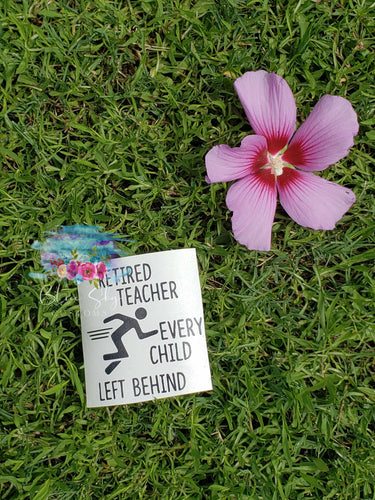 RETIRED
TEACHER
EVERY
CHILD
LEFT BEHIND